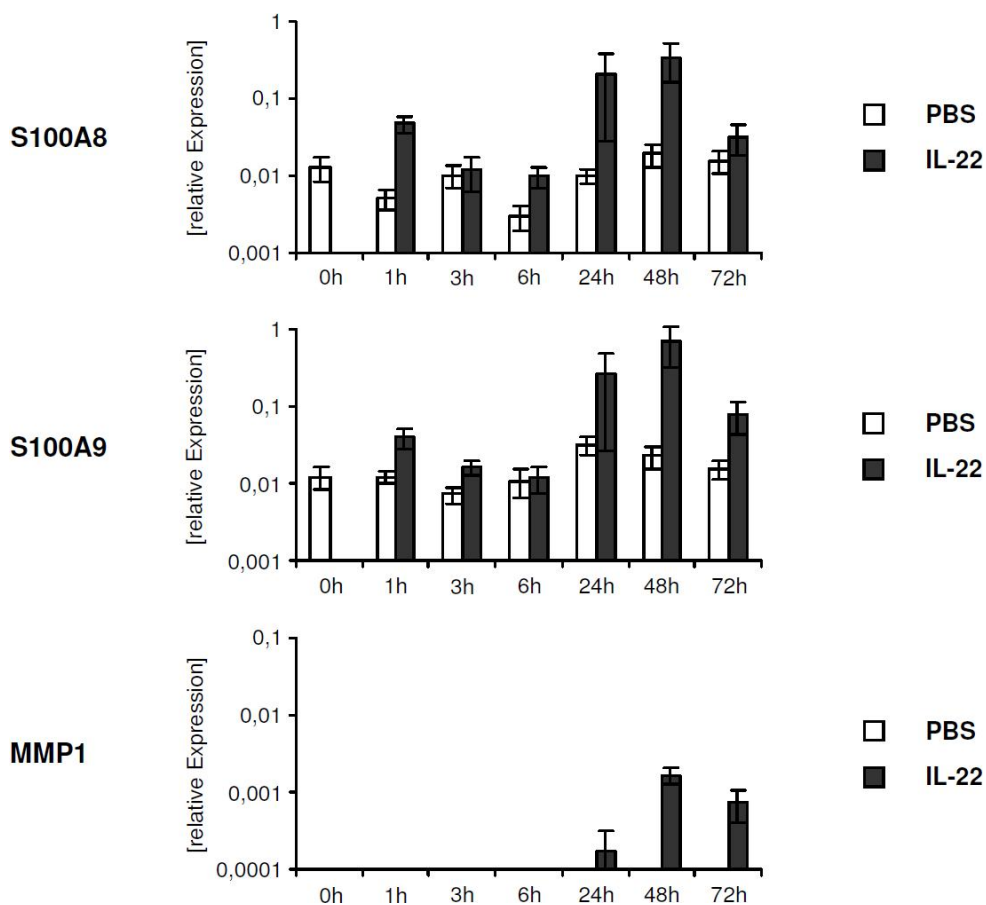 S100A8
[relative Expression]
1
0,1
0,01
0,001
0h 1h 3h 6h 24h 48h 72h
PBS
IL-22
S100A9
[relative Expression]
1
0,1
0,01
0,001
0h 1h 3h 6h 24h 48h 72h
PBS
IL-22
MMP1
[relative Expression]
0,1
0,01
0,001
0,0001
0h 1h 3h 6h 24h 48h 72h
PBS
IL-22